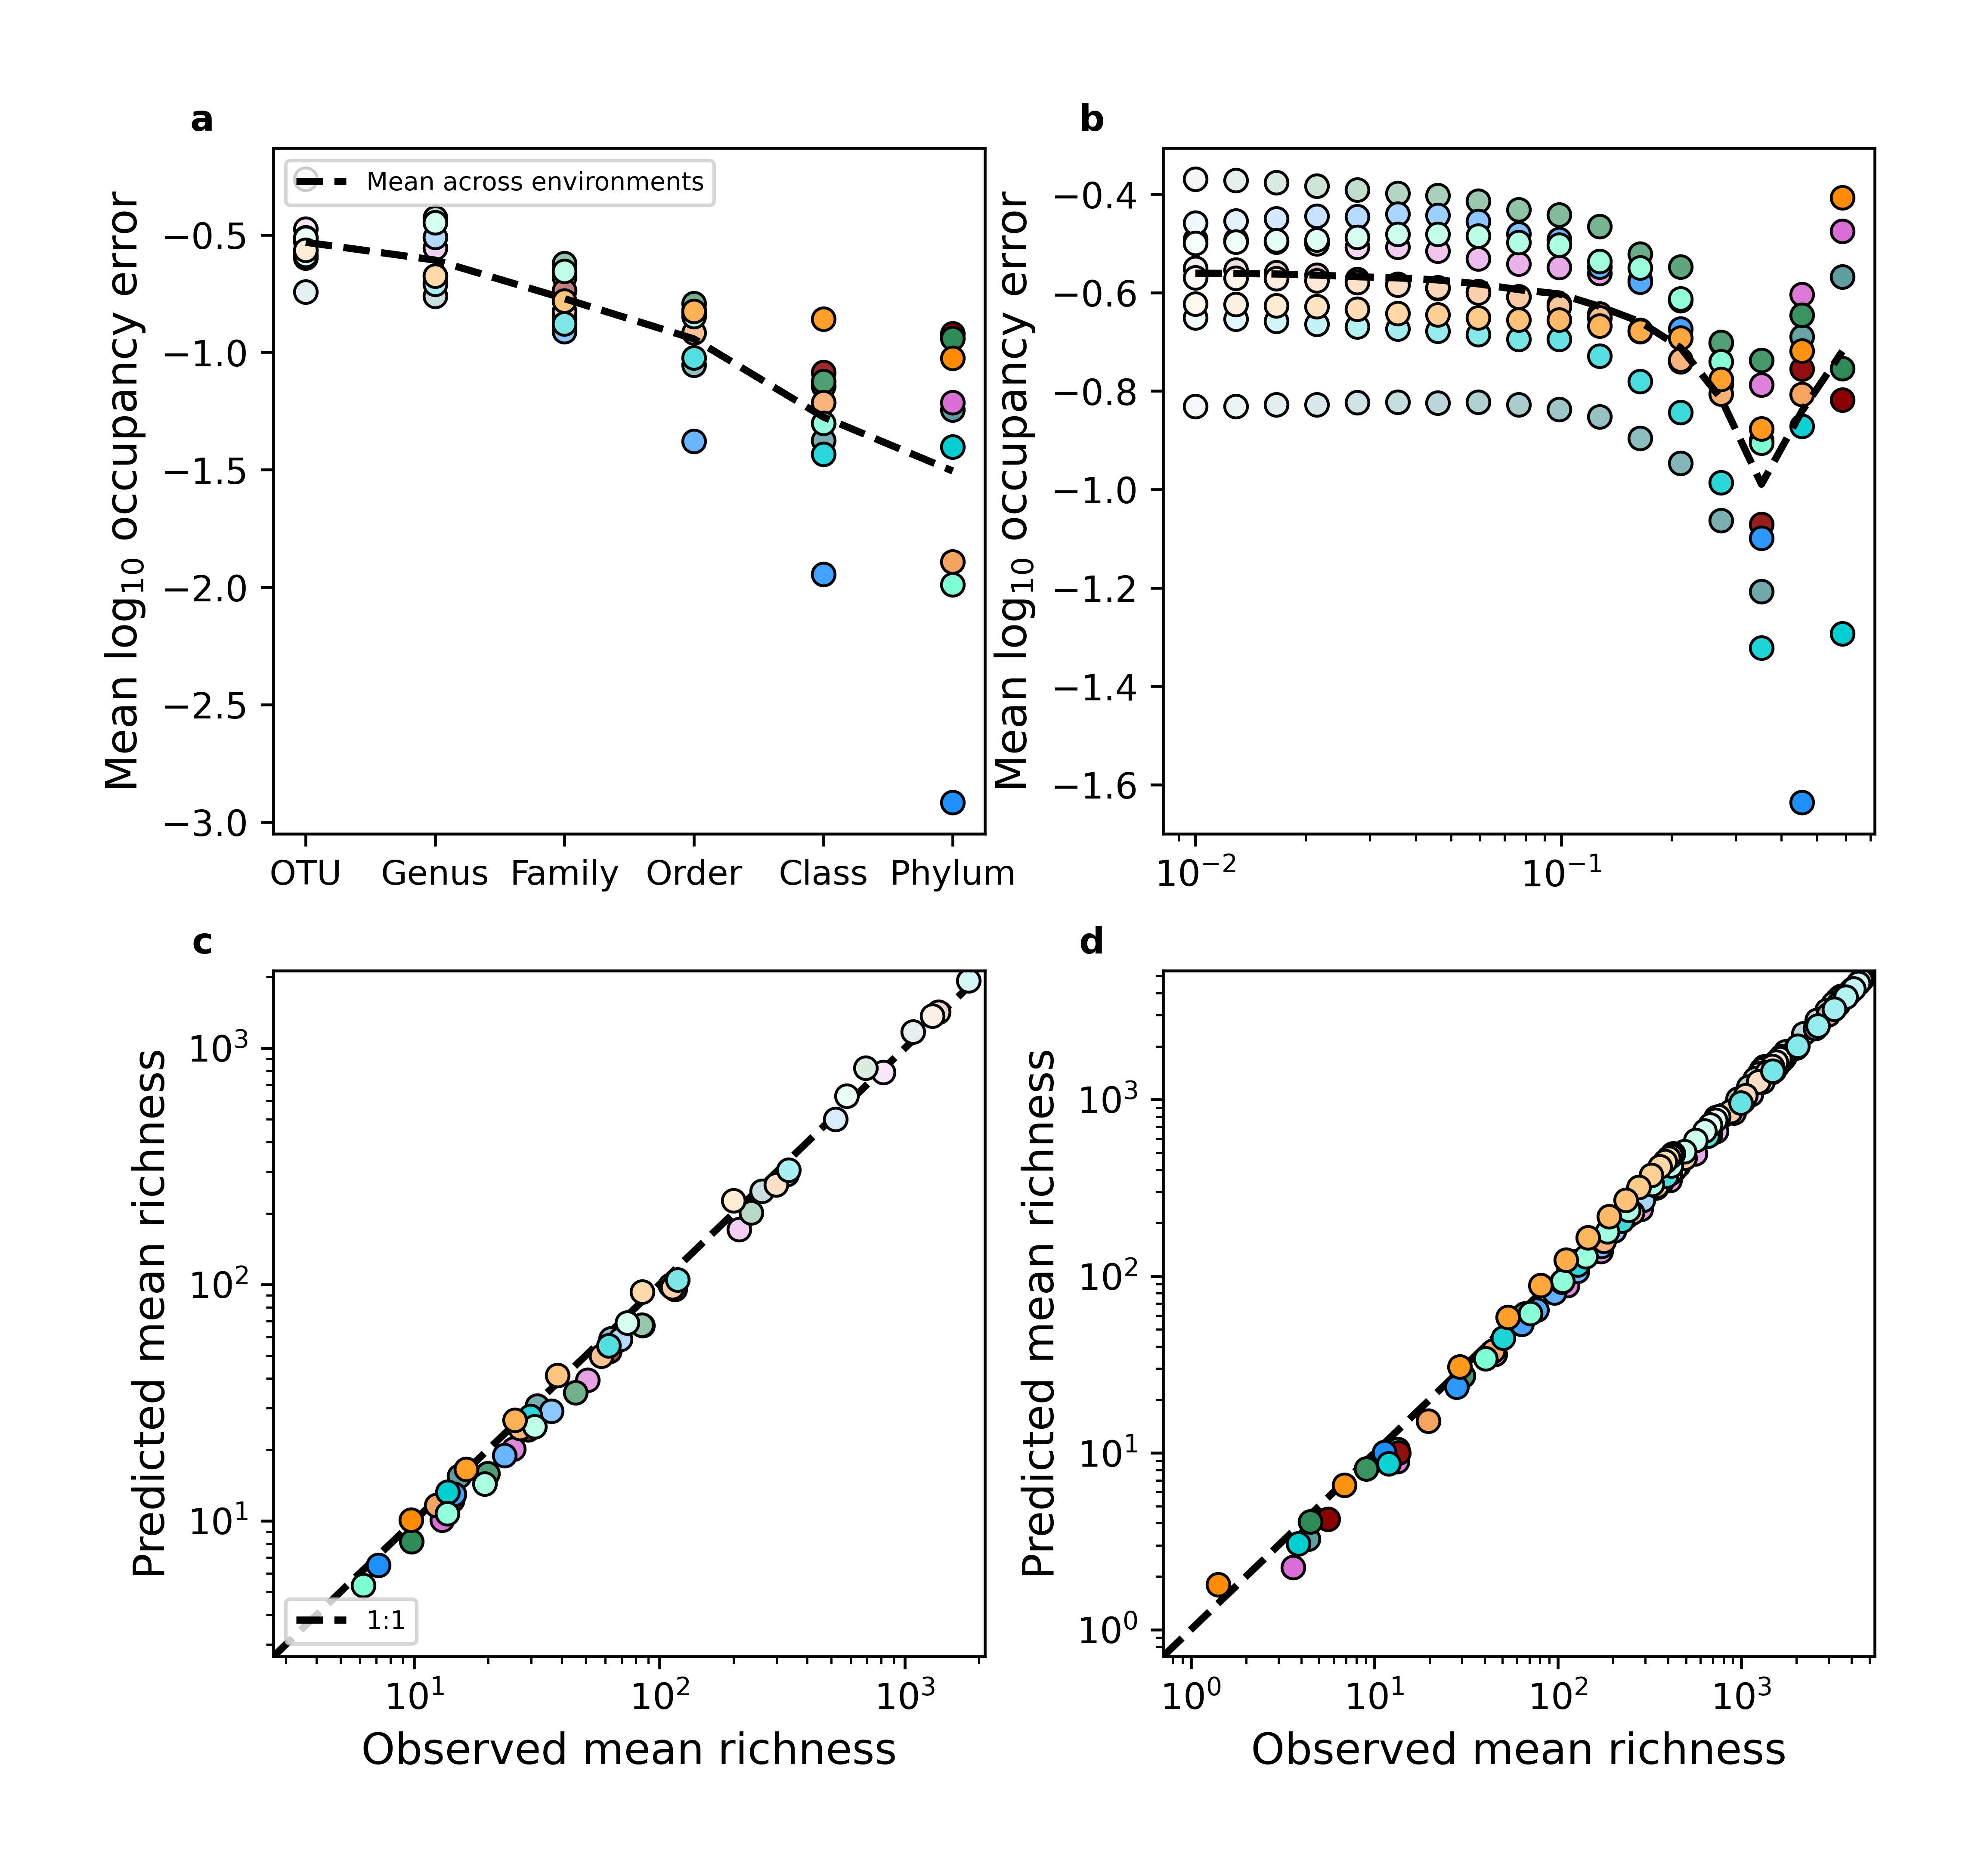 a
Mean across environments
Mean log10 occupancy error
−0.5
−1.0
−1.5
−2.0
−2.5
−3.0
OTU Genus Family Order Class Phylum
b
Mean log10 occupancy error
−0.4
−0.6
−0.8
−1.0
−1.2
−1.4
−1.6
10−2 10−1
c
Predicted mean richness
10³
10²
10¹
1:1
10¹ 10² 10³
Observed mean richness
d
Predicted mean richness
10³
10²
10¹
10⁰
10⁰ 10¹ 10² 10³
Observed mean richness